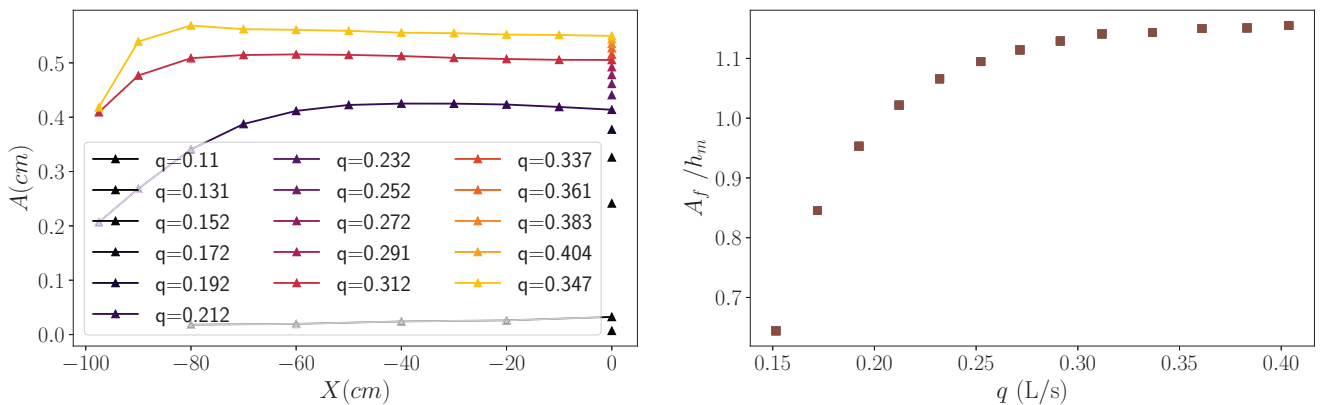 0.5
0.4
0.3
0.2
0.1
0.0
A(cm)
q=0.11
q=0.131
q=0.152
q=0.172
q=0.192
q=0.212
q=0.232
q=0.252
q=0.272
q=0.291
q=0.312
q=0.337
q=0.361
q=0.383
q=0.404
q=0.347
−100
−80
−60
−40
−20
0
X(cm)
1.1
1.0
0.9
0.8
0.7
A_f /h_m
0.15
0.20
0.25
0.30
0.35
0.40
q (L/s)